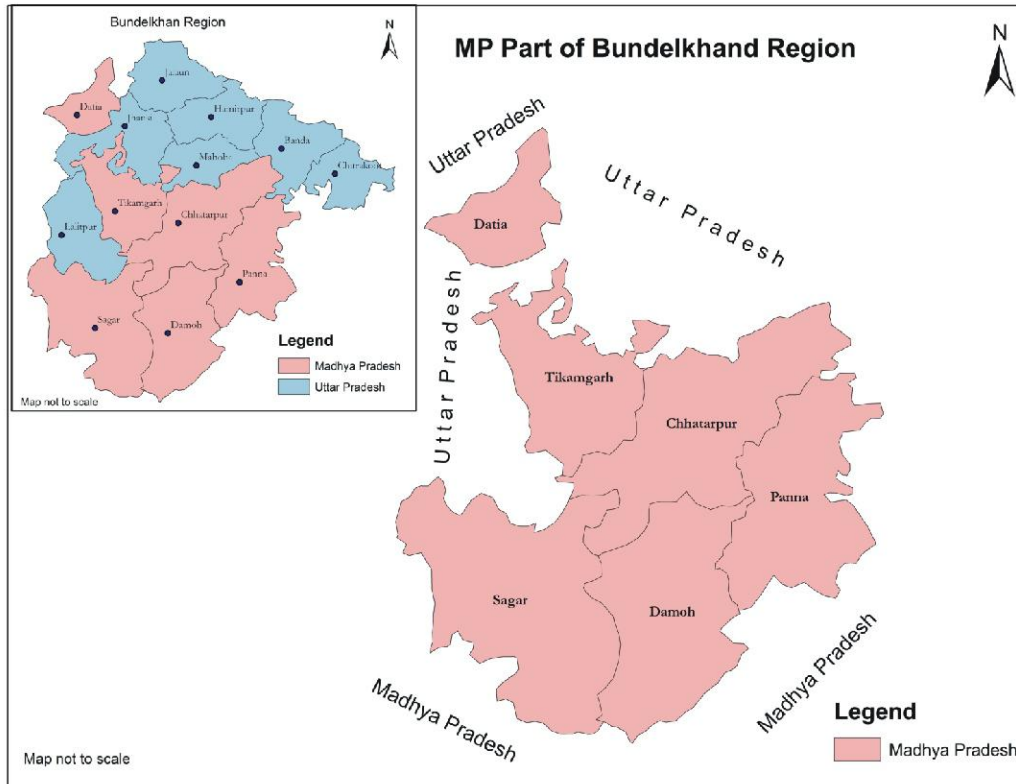 Bundelkhan Region
N
Jalaun
Datia
Hamirpur
Jhansi
Banda
Mahoba
Chitrakoot
Tikamgarh
Chhatarpur
Lalitpur
Panna
Sagar
Damoh
Legend
Madhya Pradesh
Uttar Pradesh
Map not to scale
MP Part of Bundelkhand Region
N
Uttar Pradesh
Uttar Pradesh
Datia
Uttar Pradesh
Tikamgarh
Chhatarpur
Panna
Sagar
Damoh
Madhya Pradesh
Madhya Pradesh
Legend
Madhya Pradesh
Map not to scale